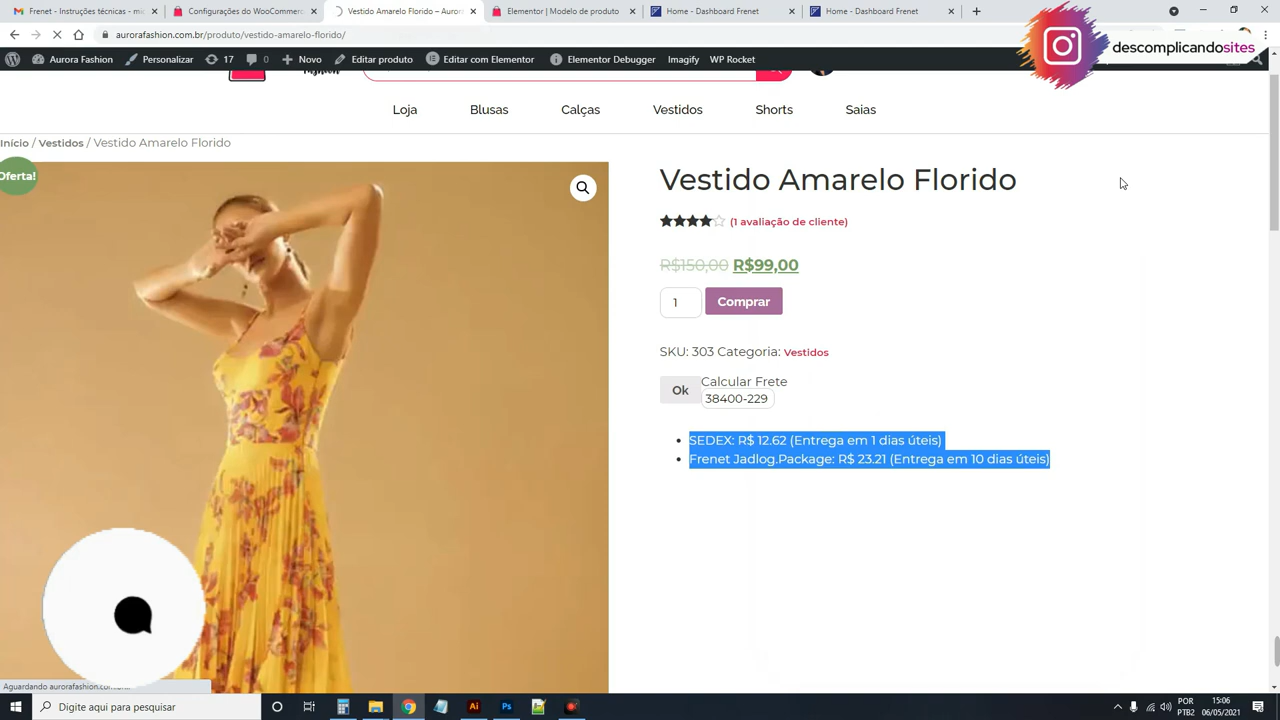 Frenet - Instruções técnicas - mic
Configurações do WooCommerc
Vestido Amarelo Florido – Auror
Elementor | Modelo de produto
Home - Dashboard Frenet
Home - Dashboard Frenet
aurorafashion.com.br/produto/vestido-amarelo-florido/
descomplicandosites
Aurora Fashion
Personalizar
17
0
Novo
Editar produto
Editar com Elementor
Elementor Debugger
Imagify
WP Rocket
Loja
Blusas
Calças
Vestidos
Shorts
Saias
Início / Vestidos / Vestido Amarelo Florido
Oferta!
Vestido Amarelo Florido
(1 avaliação de cliente)
R$150,00 R$99,00
1
Comprar
SKU: 303 Categoria: Vestidos
Calcular Frete
Ok
38400-229
SEDEX: R$ 12.62 (Entrega em 1 dias úteis)
Frenet Jadlog.Package: R$ 23.21 (Entrega em 10 dias úteis)
Digite aqui para pesquisar
Ai
Ps
POR
PTB2
15:06
06/05/2021